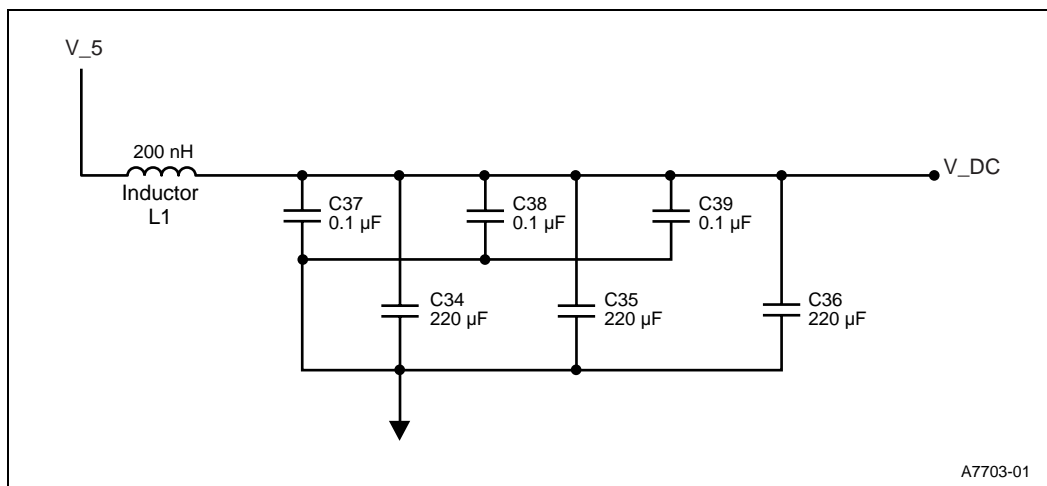 V_5
200 nH
Inductor
L1
V_DC
C37
0.1 µF
C38
0.1 µF
C39
0.1 µF
C34
220 µF
C35
220 µF
C36
220 µF
A7703-01